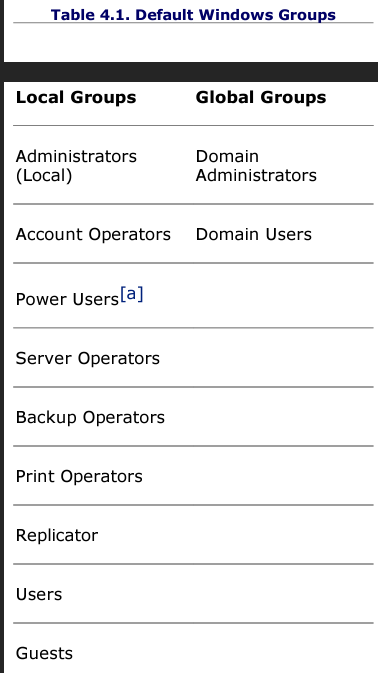 Table 4.1. Default Windows Groups
Local Groups Global Groups
Administrators Domain
(Local) Administrators
Account Operators Domain Users
Power Users[a]
Server Operators
Backup Operators
Print Operators
Replicator
Users
Guests